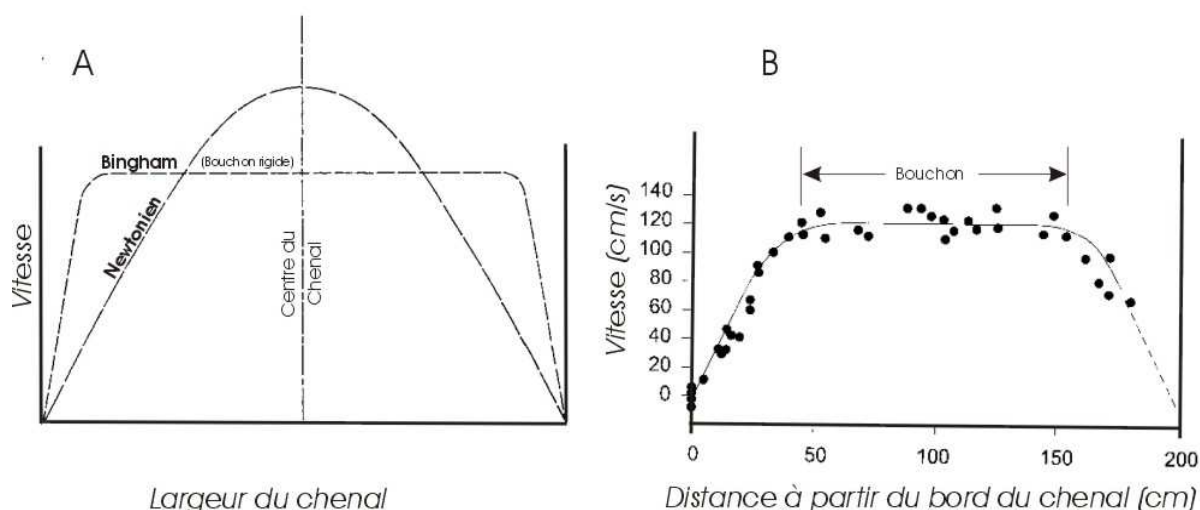 A
Bingham (Bouchon rigide)
Newtonien
Centre du
Chenal
Vitesse
Largeur du chenal
B
Bouchon
140
120
100
80
60
40
20
0
Vitesse (cm/s)
0 50 100 150 200
Distance à partir du bord du chenal (cm)